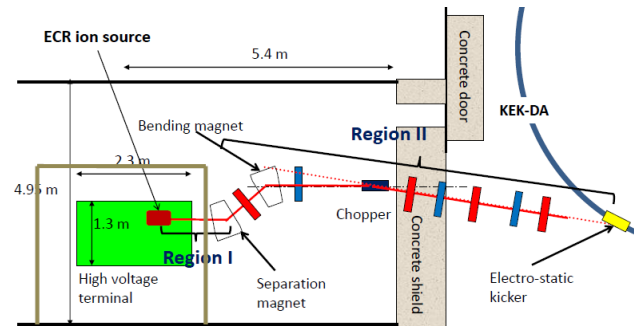 ECR ion source
5.4 m
Concrete door
KEK-DA
Bending magnet
Region II
2.3 m
4.95 m
1.3 m
Chopper
Concrete shield
Region I
High voltage
terminal
Separation
magnet
Electro-static
kicker